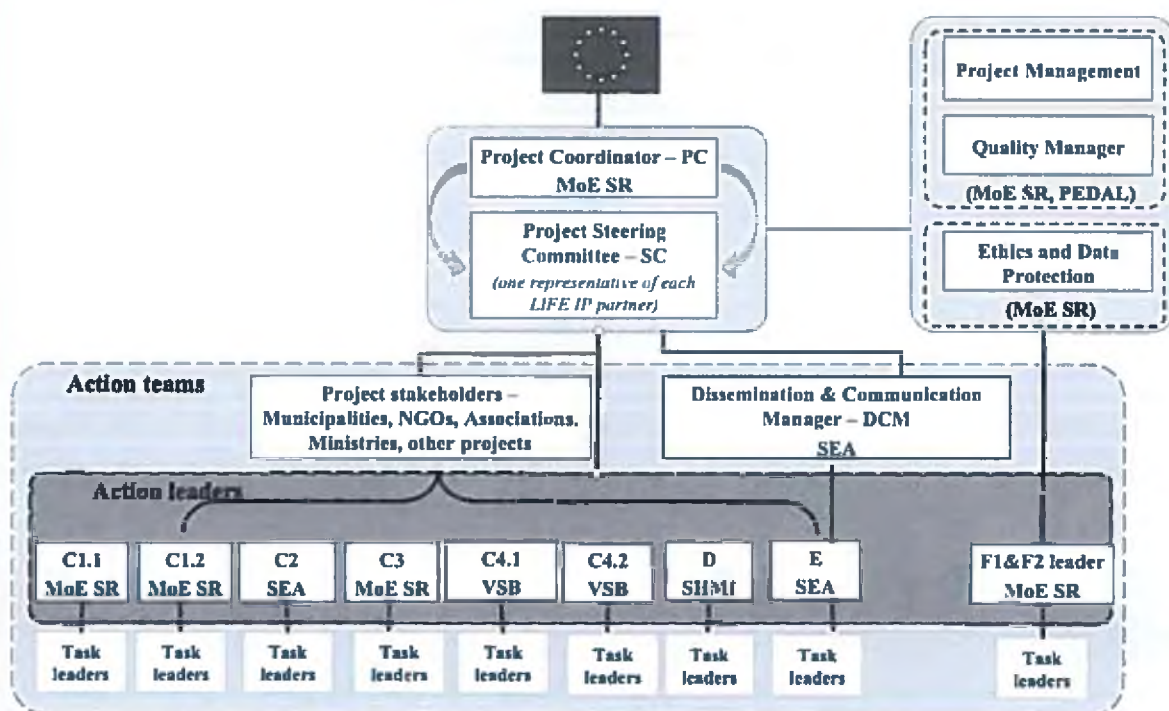 Project Coordinator – PC
MoE SR
Project Steering
Committee – SC
(one representative of each
LIFE IP partner)
Project Management
Quality Manager
(MoE SR, PEDAL)
Ethics and Data
Protection
(MoE SR)
Action teams
Project stakeholders –
Municipalities, NGOs, Associations,
Ministries, other projects
Dissemination & Communication
Manager – DCM
SEA
Action leaders
C1.1
MoE SR
C1.2
MoE SR
C2
SEA
C3
MoE SR
C4.1
VSB
C4.2
VSB
D
SHMI
E
SEA
F1&F2 leader
MoE SR
Task
leaders
Task
leaders
Task
leaders
Task
leaders
Task
leaders
Task
leaders
Task
leaders
Task
leaders
Task
leaders